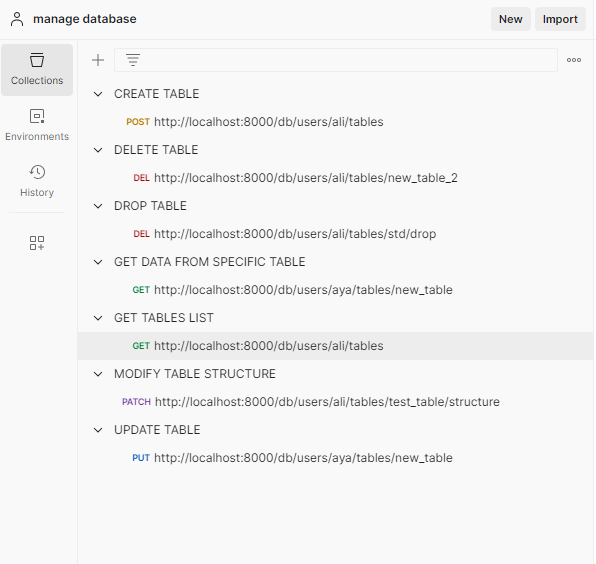 manage database
New
Import
Collections
Environments
History
CREATE TABLE
POST http://localhost:8000/db/users/ali/tables
DELETE TABLE
DEL http://localhost:8000/db/users/ali/tables/new_table_2
DROP TABLE
DEL http://localhost:8000/db/users/ali/tables/std/drop
GET DATA FROM SPECIFIC TABLE
GET http://localhost:8000/db/users/aya/tables/new_table
GET TABLES LIST
GET http://localhost:8000/db/users/ali/tables
MODIFY TABLE STRUCTURE
PATCH http://localhost:8000/db/users/ali/tables/test_table/structure
UPDATE TABLE
PUT http://localhost:8000/db/users/aya/tables/new_table